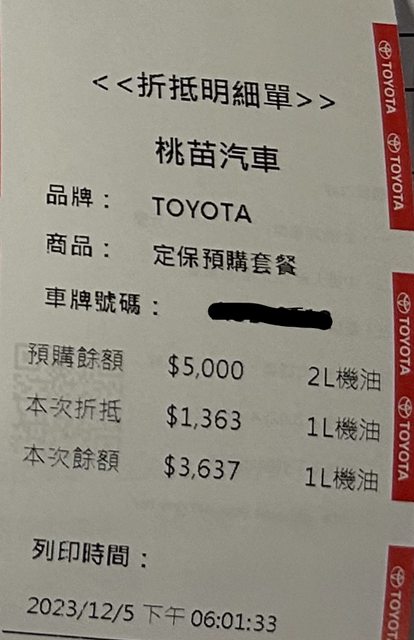 <<折抵明細單>>
桃苗汽車
品牌： TOYOTA
商品： 定保預購套餐
車牌號碼：
預購餘額 $5,000 2L機油
本次折抵 $1,363 1L機油
本次餘額 $3,637 1L機油
列印時間：
2023/12/5 下午 06:01:33
TOYOTA
TOYOTA
TOYOTA
TOYOTA
TOYOTA